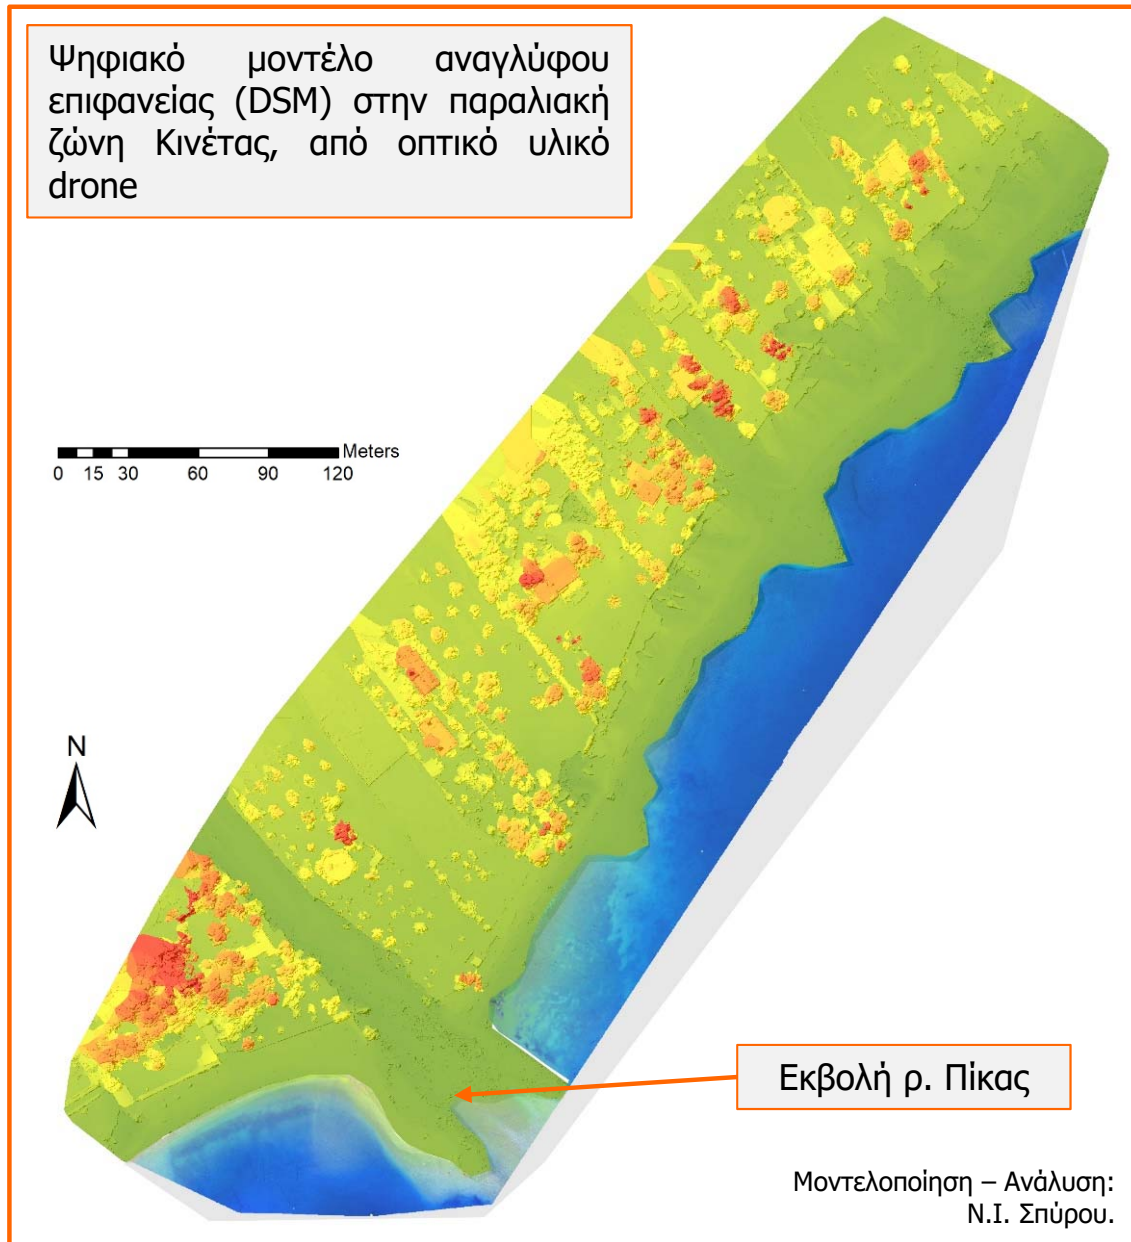 Ψηφιακό μοντέλο αναγλύφου
επιφανείας (DSM) στην παραλιακή
ζώνη Κινέτας, από οπτικό υλικό
drone
Meters
0 15 30 60 90 120
N
Εκβολή ρ. Πίκας
Μοντελοποίηση – Ανάλυση:
Ν.Ι. Σπύρου.